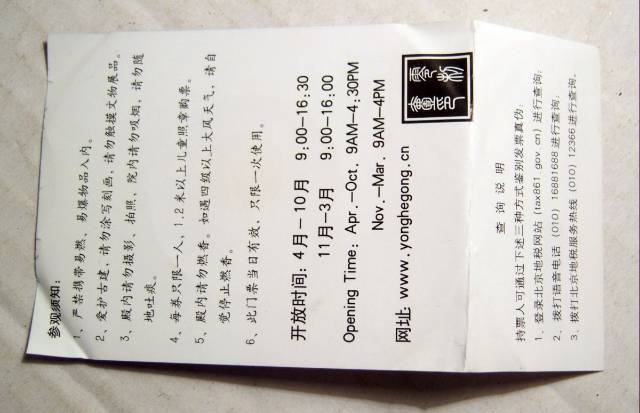 参观须知：
1、严禁携带易燃、易爆物品入内。
2、爱护古建，请勿涂写刻画，请勿触摸文物展品。
3、殿内请勿摄影、拍照，院内请勿吸烟，请勿随
地吐痰。
4、每券只限一人，1.2米以上儿童照章购票。
5、殿内请勿燃香。如遇四级以上大风天气，请自
觉停止燃香。
6、此门票当日有效，只限一次使用。
开放时间：4月—10月 9:00—16:30
11月-3月 9:00—16:00
Opening Time: Apr.—Oct. 9AM—4:30PM
Nov.—Mar. 9AM—4PM
网址 www.yonghegong.cn
查询说明
持票人可通过下述三种方式鉴别发票真伪：
1、登录北京地税网站（tax861.gov.cn）进行查询；
2、拨打语音电话（010）16881688进行查询；
3、拨打北京地税服务热线（010）12366进行查询。